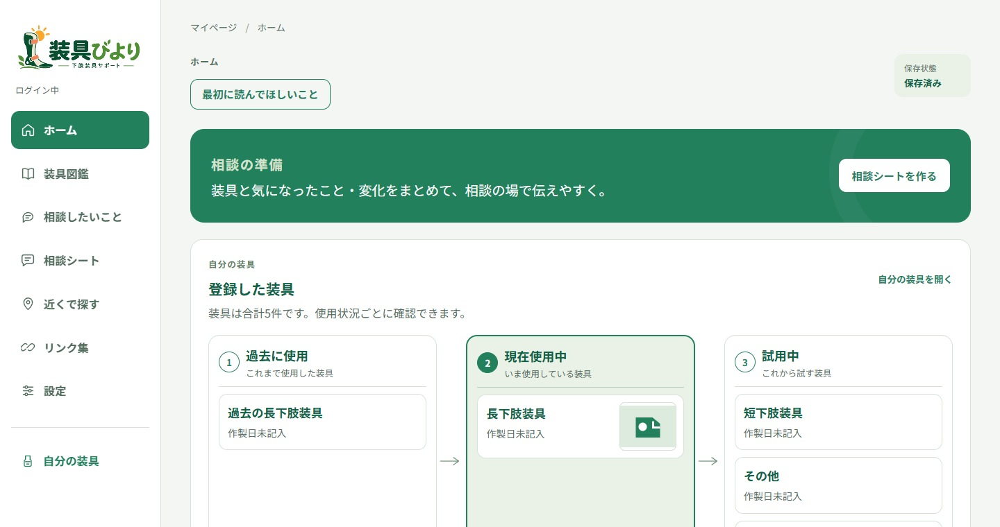 装具びより
下肢装具サポート
ログイン中
ホーム
装具図鑑
相談したいこと
相談シート
近くで探す
リンク集
設定
自分の装具
マイページ / ホーム
ホーム
最初に読んでほしいこと
保存状態
保存済み
相談の準備
装具と気になったこと・変化をまとめて、相談の場で伝えやすく。
相談シートを作る
自分の装具
登録した装具
装具は合計5件です。使用状況ごとに確認できます。
自分の装具を開く
1 過去に使用
これまで使用した装具
過去の長下肢装具
作製日未記入
2 現在使用中
いま使用している装具
長下肢装具
作製日未記入
3 試用中
これから試す装具
短下肢装具
作製日未記入
その他
作製日未記入